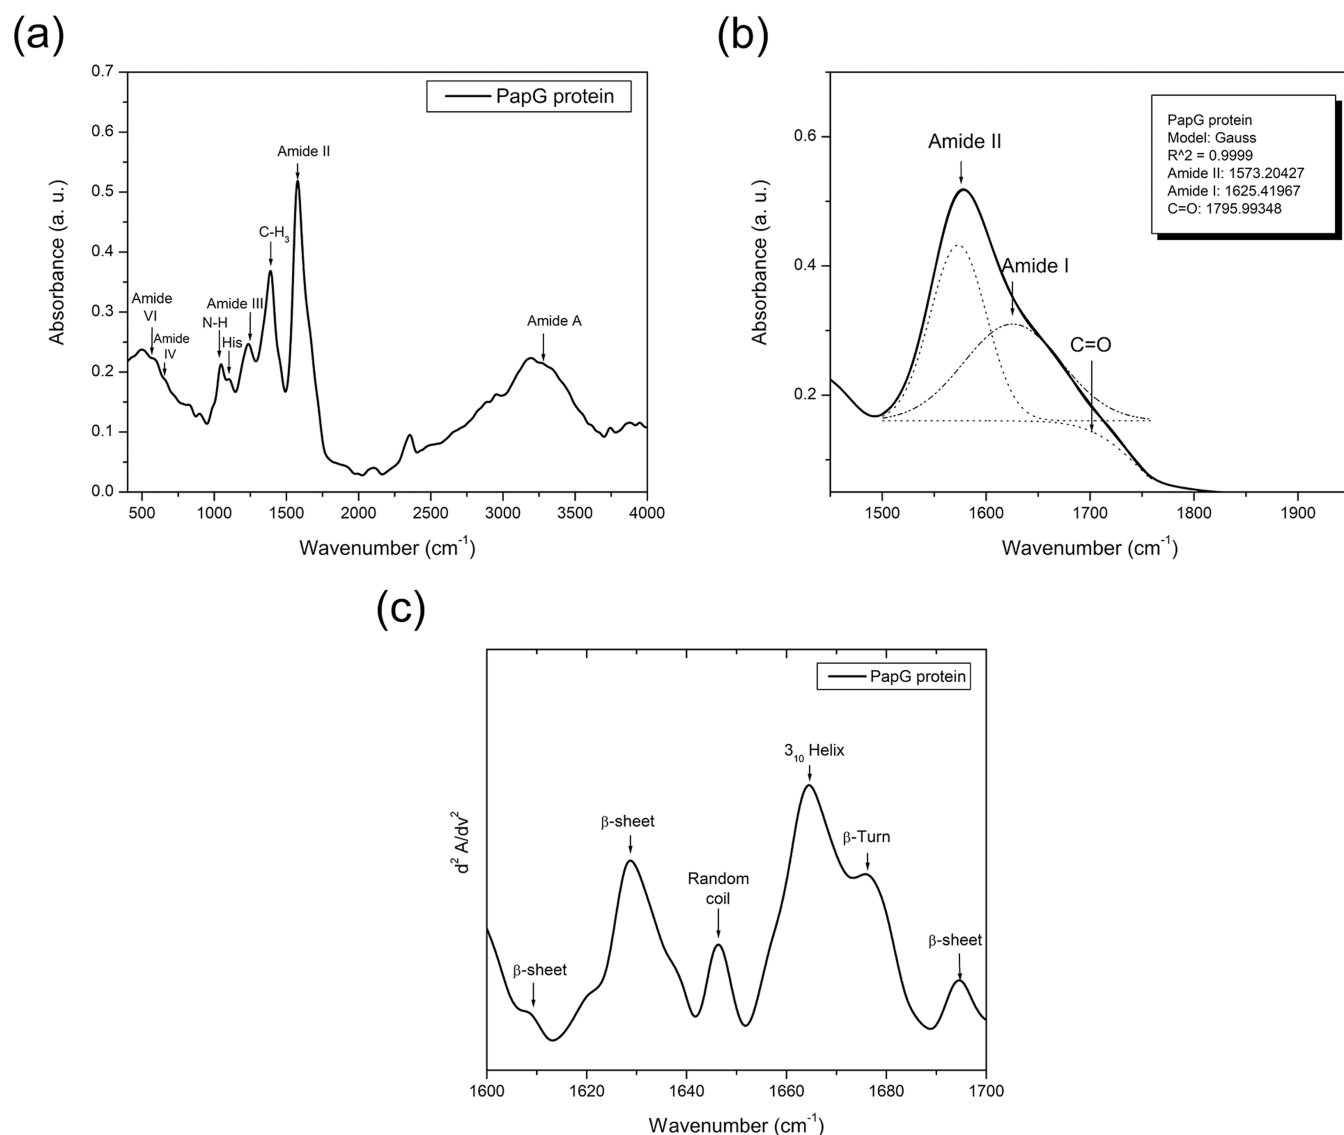 (a)
0.7
0.6
0.5
0.4
0.3
0.2
0.1
0.0
Absorbance (a. u.)
PapG protein
Amide II
C-H3
Amide
VI
Amide
IV
N-H
His
Amide III
Amide A
500 1000 1500 2000 2500 3000 3500 4000
Wavenumber (cm-1)
(b)
0.6
0.4
0.2
Absorbance (a. u.)
PapG protein
Model: Gauss
R^2 = 0.9999
Amide II: 1573.20427
Amide I: 1625.41967
C=O: 1795.99348
Amide II
Amide I
C=O
1500 1600 1700 1800 1900
Wavenumber (cm-1)
(c)
d2 A/dv2
PapG protein
β-sheet
β-sheet
Random
coil
310 Helix
β-Turn
β-sheet
1600 1620 1640 1660 1680 1700
Wavenumber (cm-1)